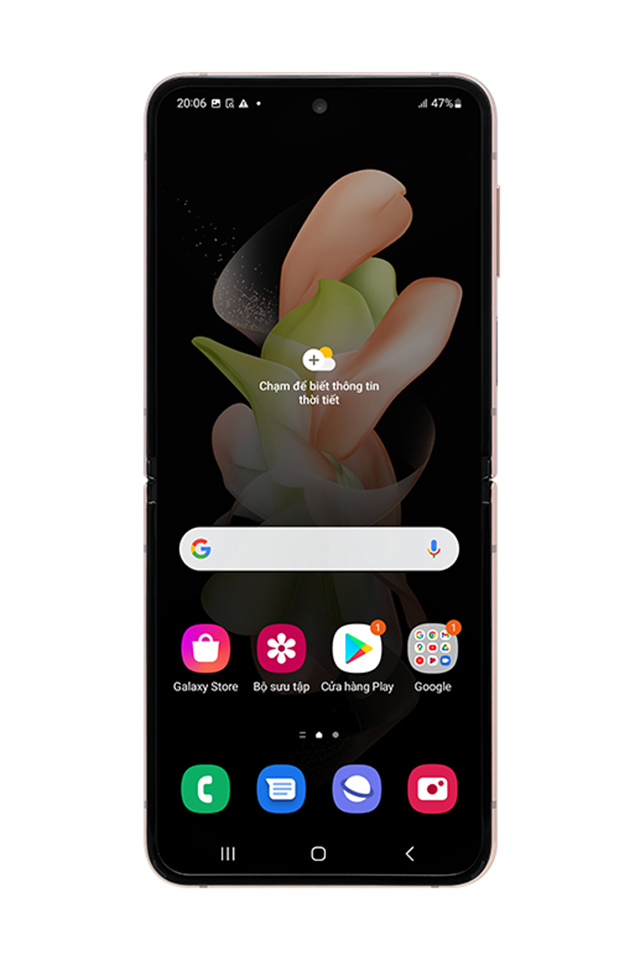 20:06
47%
Chạm để biết thông tin
thời tiết
1
1
Galaxy Store
Bộ sưu tập
Cửa hàng Play
Google